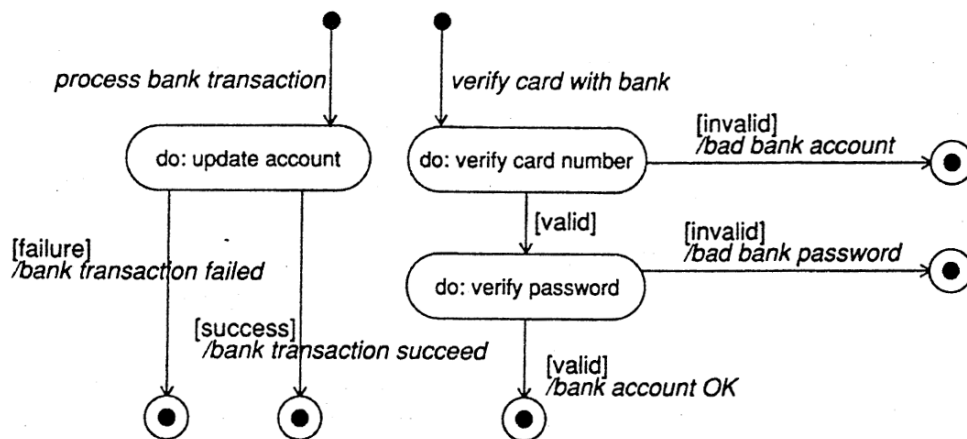 process bank transaction
verify card with bank
do: update account
do: verify card number
[invalid]
/bad bank account
[failure]
/bank transaction failed
[valid]
[invalid]
/bad bank password
do: verify password
[success]
/bank transaction succeed
[valid]
/bank account OK